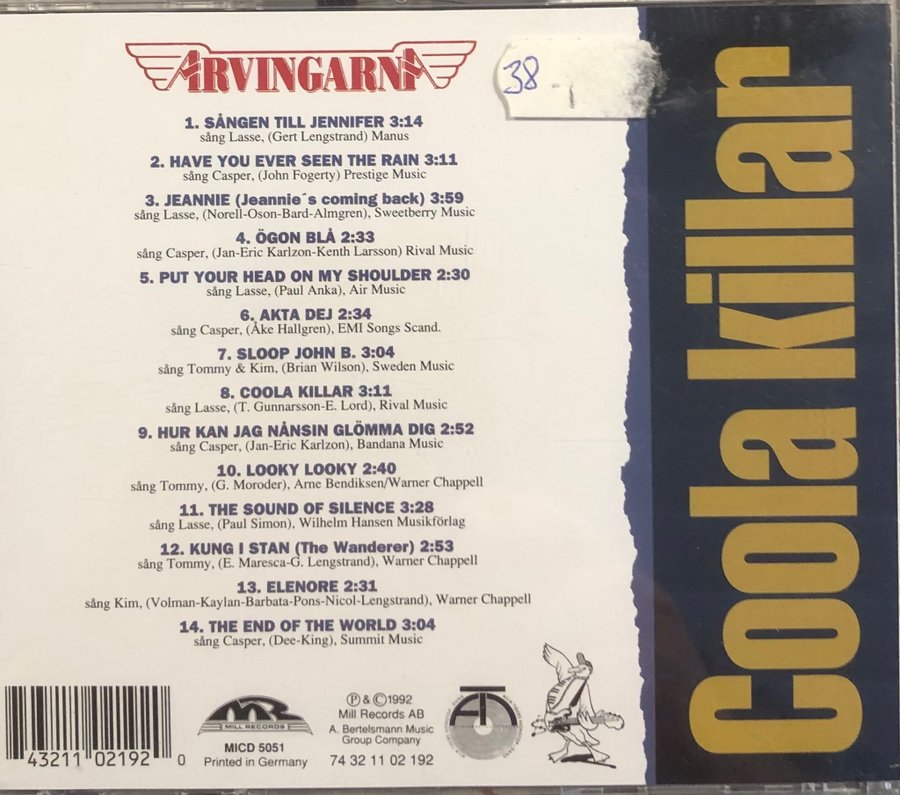 ARVINGARNA
38
1. SÅNGEN TILL JENNIFER 3:14
sång Lasse, (Gert Lengstrand) Manus
2. HAVE YOU EVER SEEN THE RAIN 3:11
sång Casper, (John Fogerty) Prestige Music
3. JEANNIE (Jeannie´s coming back) 3:59
sång Lasse, (Norell-Oson-Bard-Almgren), Sweetberry Music
4. ÖGON BLÅ 2:33
sång Casper, (Jan-Eric Karlzon-Kenth Larsson) Rival Music
5. PUT YOUR HEAD ON MY SHOULDER 2:30
sång Lasse, (Paul Anka), Air Music
6. AKTA DEJ 2:34
sång Casper, (Åke Hallgren), EMI Songs Scand.
7. SLOOP JOHN B. 3:04
sång Tommy & Kim, (Brian Wilson), Sweden Music
8. COOLA KILLAR 3:11
sång Lasse, (T. Gunnarsson-E. Lord), Rival Music
9. HUR KAN JAG NÅNSIN GLÖMMA DIG 2:52
sång Casper, (Jan-Eric Karlzon), Bandana Music
10. LOOKY LOOKY 2:40
sång Tommy, (G. Moroder), Arne Bendiksen/Warner Chappell
11. THE SOUND OF SILENCE 3:28
sång Lasse, (Paul Simon), Wilhelm Hansen Musikförlag
12. KUNG I STAN (The Wanderer) 2:53
sång Tommy, (E. Maresca-G. Lengstrand), Warner Chappell
13. ELENORE 2:31
sång Kim, (Volman-Kaylan-Barbata-Pons-Nicol-Lengstrand), Warner Chappell
14. THE END OF THE WORLD 3:04
sång Casper, (Dee-King), Summit Music
43211 02192 0
MR
MILL RECORDS
MICD 5051
Printed in Germany
℗ & ©1992
Mill Records AB
A. Bertelsmann Music
Group Company
74 32 11 02 192
Coola killar